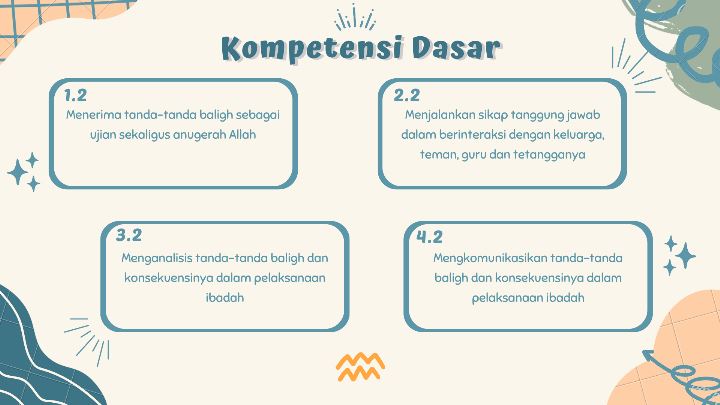 Kompetensi Dasar
1.2
Menerima tanda-tanda baligh sebagai
ujian sekaligus anugerah Allah
2.2
Menjalankan sikap tanggung jawab
dalam berinteraksi dengan keluarga,
teman, guru dan tetangganya
3.2
Menganalisis tanda-tanda baligh dan
konsekuensinya dalam pelaksanaan
ibadah
4.2
Mengkomunikasikan tanda-tanda
baligh dan konsekuensinya dalam
pelaksanaan ibadah